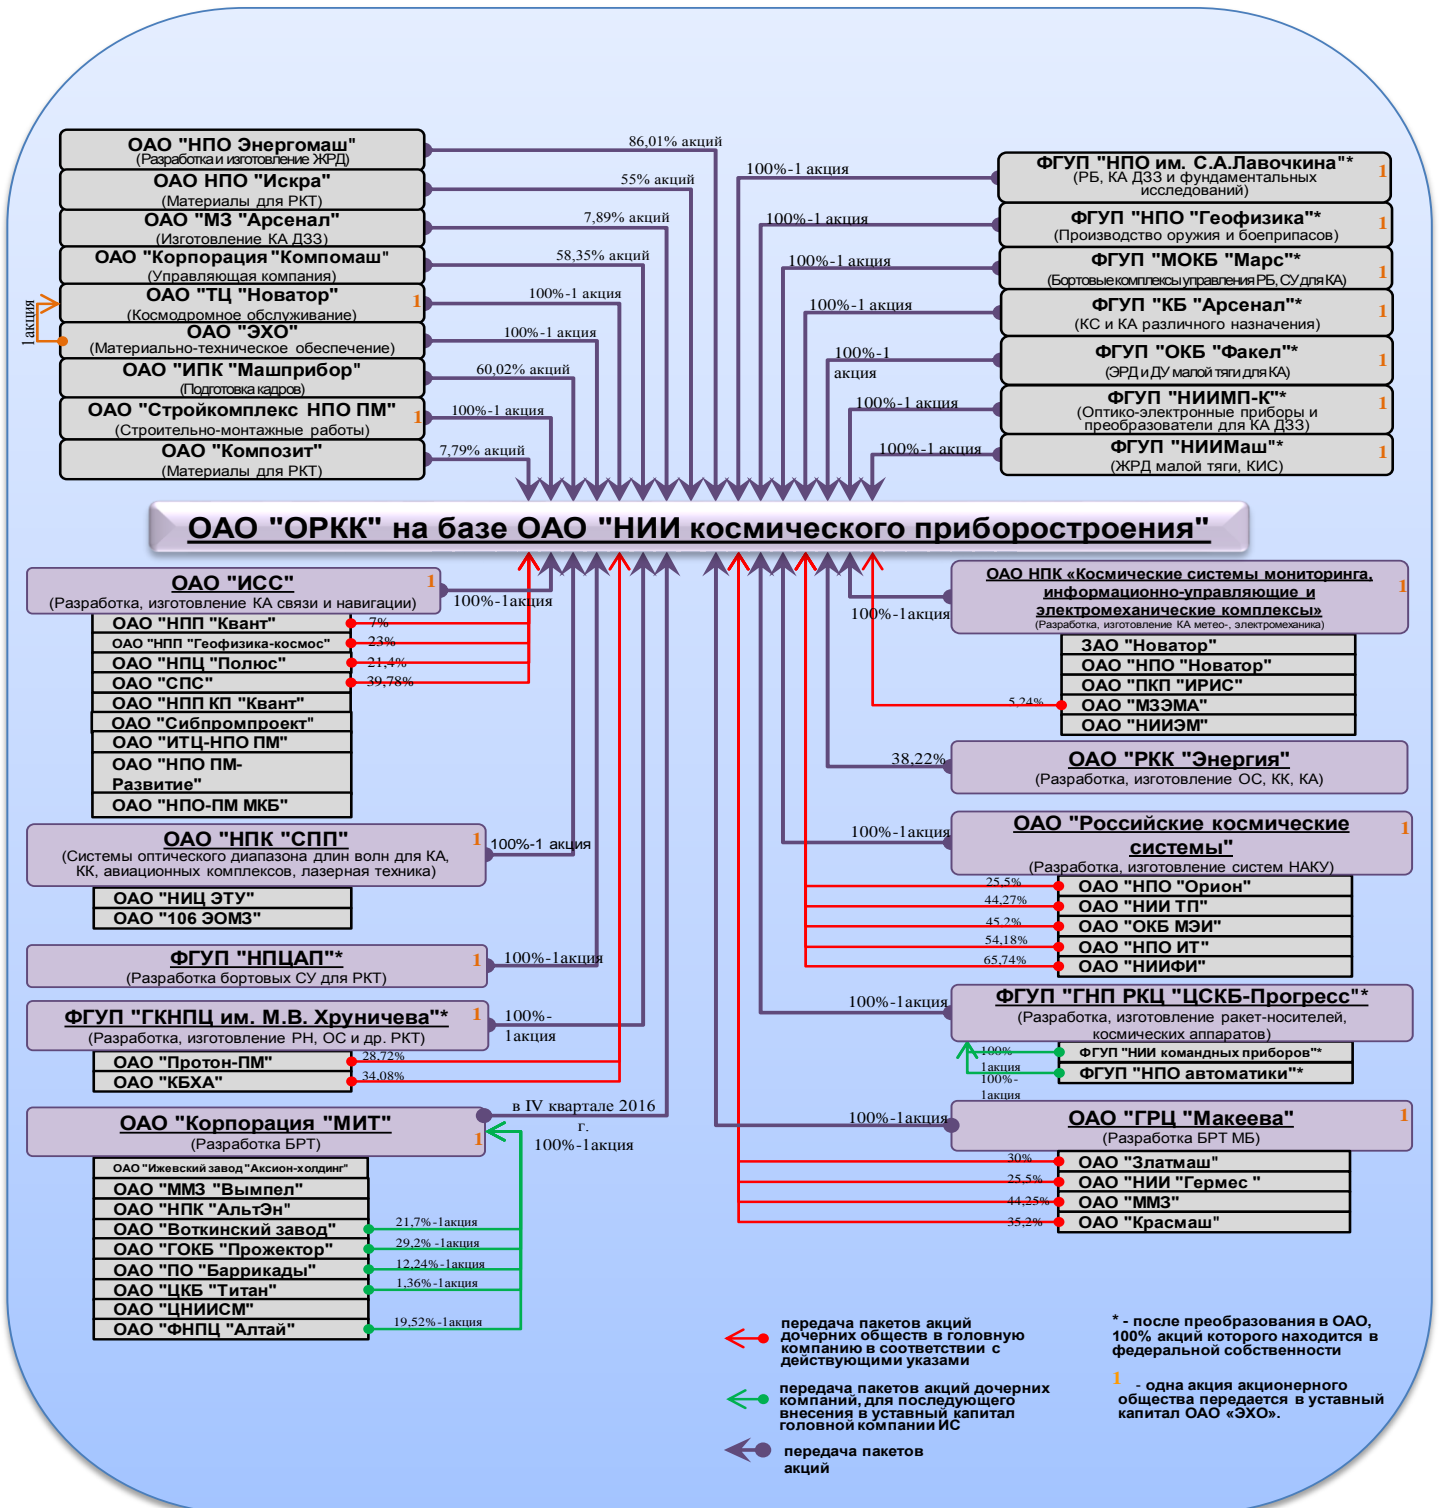 ОАО "НПО Энергомаш"
(Разработка и изготовление ЖРД)
86,01% акций
ОАО НПО "Искра"
(Материалы для РКТ)
55% акций
ОАО "МЗ "Арсенал"
(Изготовление КА ДЗЗ)
7,89% акций
ОАО "Корпорация "Компомаш"
(Управляющая компания)
58,35% акций
ОАО "ТЦ "Новатор"
(Космодромное обслуживание)
1
100%-1 акция
1акция
ОАО "ЭХО"
(Материально-техническое обеспечение)
100%-1 акция
ОАО "ИПК "Машприбор"
(Подготовка кадров)
60,02% акций
ОАО "Стройкомплекс НПО ПМ"
(Строительно-монтажные работы)
1
100%-1 акция
ОАО "Композит"
(Материалы для РКТ)
7,79% акций
ФГУП "НПО им. С.А.Лавочкина"*
(РБ, КА ДЗЗ и фундаментальных
исследований)
1
100%-1 акция
ФГУП "НПО "Геофизика"*
(Производство оружия и боеприпасов)
1
100%-1 акция
ФГУП "МОКБ "Марс"*
(Бортовые комплексы управления РБ, СУ для КА)
1
100%-1 акция
ФГУП "КБ "Арсенал"*
(КС и КА различного назначения)
1
100%-1 акция
ФГУП "ОКБ "Факел"*
(ЭРД и ДУ малой тяги для КА)
1
100%-1
акция
ФГУП "НИИМП-К"*
(Оптико-электронные приборы и
преобразователи для КА ДЗЗ)
1
100%-1 акция
ФГУП "НИИМаш"*
(ЖРД малой тяги, КИС)
1
100%-1 акция
ОАО "ОРКК" на базе ОАО "НИИ космического приборостроения"
ОАО "ИСС"
(Разработка, изготовление КА связи и навигации)
1
100%-1акция
ОАО "НПП "Квант"
7%
ОАО "НПП "Геофизика-космос"
23%
ОАО "НПЦ "Полюс"
21,4%
ОАО "СПС"
39,78%
ОАО "НПП КП "Квант"
ОАО "Сибпромпроект"
ОАО "ИТЦ-НПО ПМ"
ОАО "НПО ПМ-
Развитие"
ОАО "НПО-ПМ МКБ"
ОАО "НПК "СПП"
(Системы оптического диапазона длин волн для КА,
КК, авиационных комплексов, лазерная техника)
1
100%-1 акция
ОАО "НИЦ ЭТУ"
ОАО "106 ЭОМЗ"
ФГУП "НПЦАП"*
(Разработка бортовых СУ для РКТ)
1
100%-1акция
ФГУП "ГКНПЦ им. М.В. Хруничева"*
(Разработка, изготовление РН, ОС и др. РКТ)
1
100%-
1акция
ОАО "Протон-ПМ"
28,72%
ОАО "КБХА"
34,08%
ОАО "Корпорация "МИТ"
(Разработка БРТ)
1
в IV квартале 2016
г.
100%-1акция
ОАО "Ижевский завод "Аксион-холдинг"
ОАО "ММЗ "Вымпел"
ОАО "НПК "АльтЭн"
ОАО "Воткинский завод"
21,7%-1акция
ОАО "ГОКБ "Прожектор"
29,2% -1акция
ОАО "ПО "Баррикады"
12,24%-1акция
ОАО "ЦКБ "Титан"
1,36%-1акция
ОАО "ЦНИИСМ"
ОАО "ФНПЦ "Алтай"
19,52%-1акция
ОАО НПК «Космические системы мониторинга,
информационно-управляющие и
электромеханические комплексы»
(Разработка, изготовление КА метео-, электромеханика)
1
100%-1акция
ЗАО "Новатор"
ОАО "НПО "Новатор"
ОАО "ПКП "ИРИС"
ОАО "МЗЭМА"
5,24%
ОАО "НИИЭМ"
ОАО "РКК "Энергия"
(Разработка, изготовление ОС, КК, КА)
38,22%
ОАО "Российские космические
системы"
(Разработка, изготовление систем НАКУ)
1
100%-1акция
ОАО "НПО "Орион"
25,5%
ОАО "НИИ ТП"
44,27%
ОАО "ОКБ МЭИ"
45,2%
ОАО "НПО ИТ"
54,18%
ОАО "НИИФИ"
65,74%
ФГУП "ГНП РКЦ "ЦСКБ-Прогресс"*
(Разработка, изготовление ракет-носителей,
космических аппаратов)
1
100%-1акция
ФГУП "НИИ командных приборов"*
100%
1акция
ФГУП "НПО автоматики"*
100%-
1акция
ОАО "ГРЦ "Макеева"
(Разработка БРТ МБ)
1
100%-1акция
ОАО "Златмаш"
30%
ОАО "НИИ "Гермес "
25,5%
ОАО "ММЗ"
44,25%
ОАО "Красмаш"
35,2%
передача пакетов акций
дочерних обществ в головную
компанию в соответствии с
действующими указами
передача пакетов акций дочерних
компаний, для последующего
внесения в уставный капитал
головной компании ИС
передача пакетов
акций
* - после преобразования в ОАО,
100% акций которого находится в
федеральной собственности
1 - одна акция акционерного
общества передается в уставный
капитал ОАО «ЭХО».